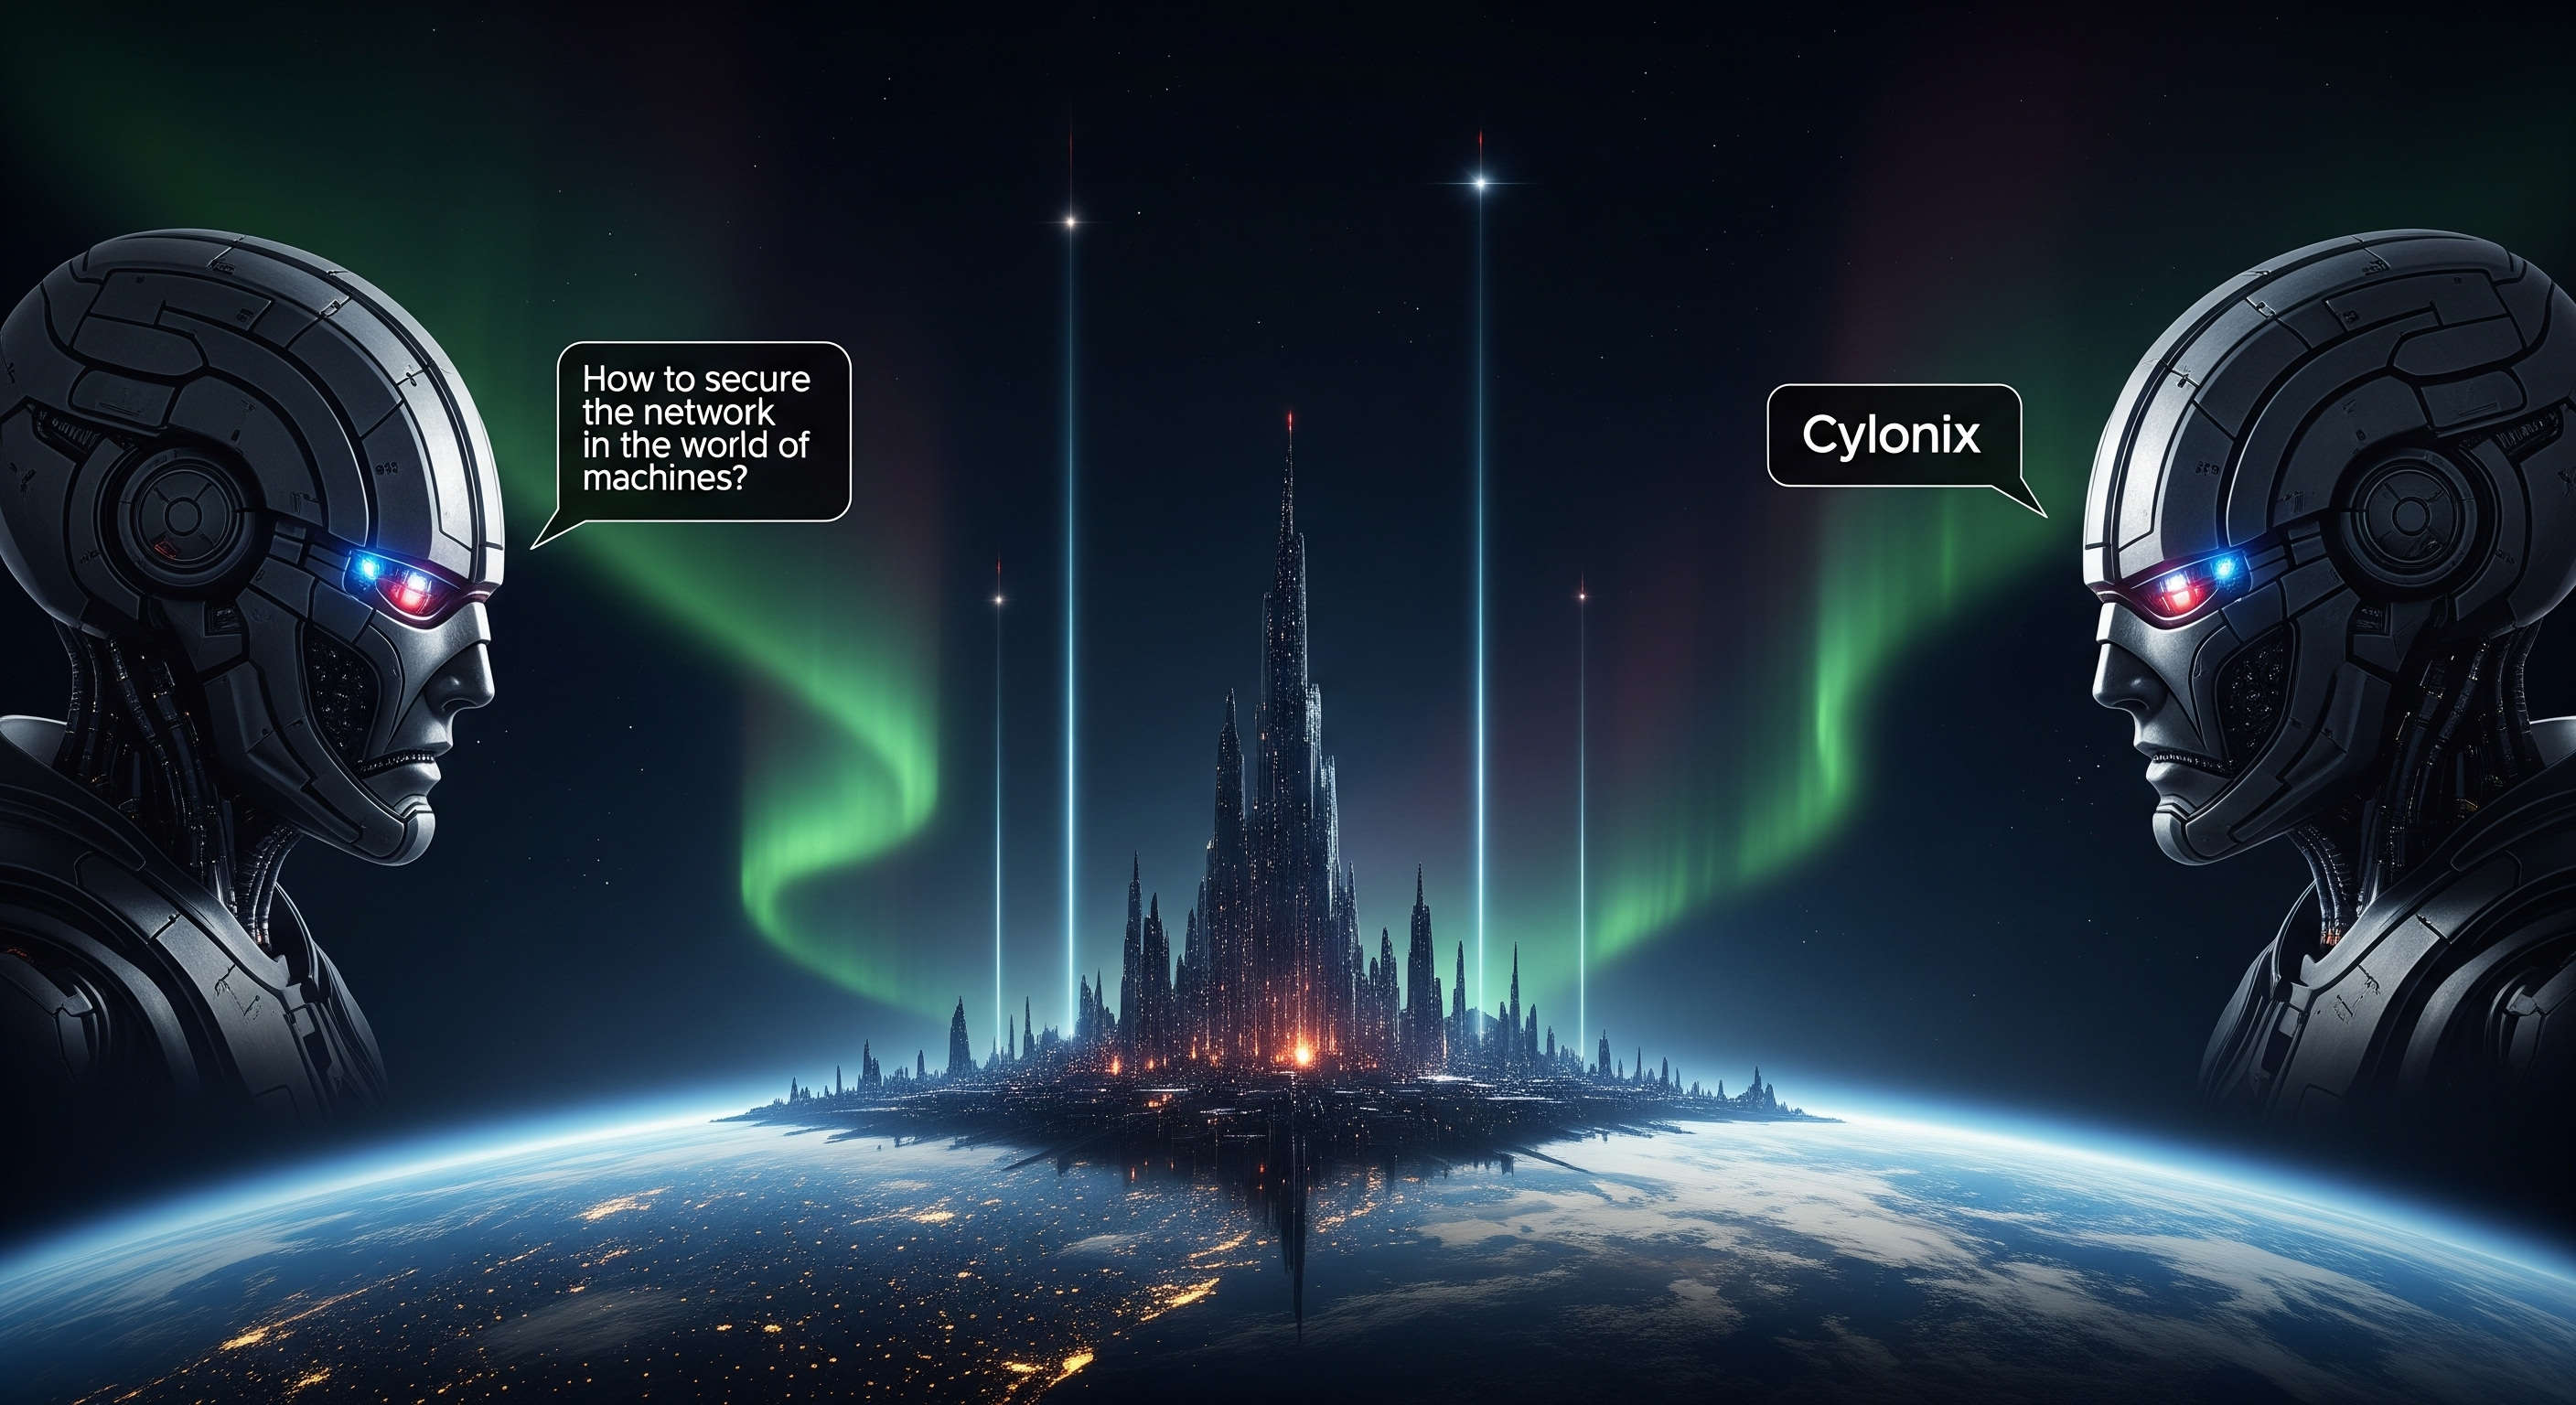 How to secure
the network
in the world of
machines?
Cylonix